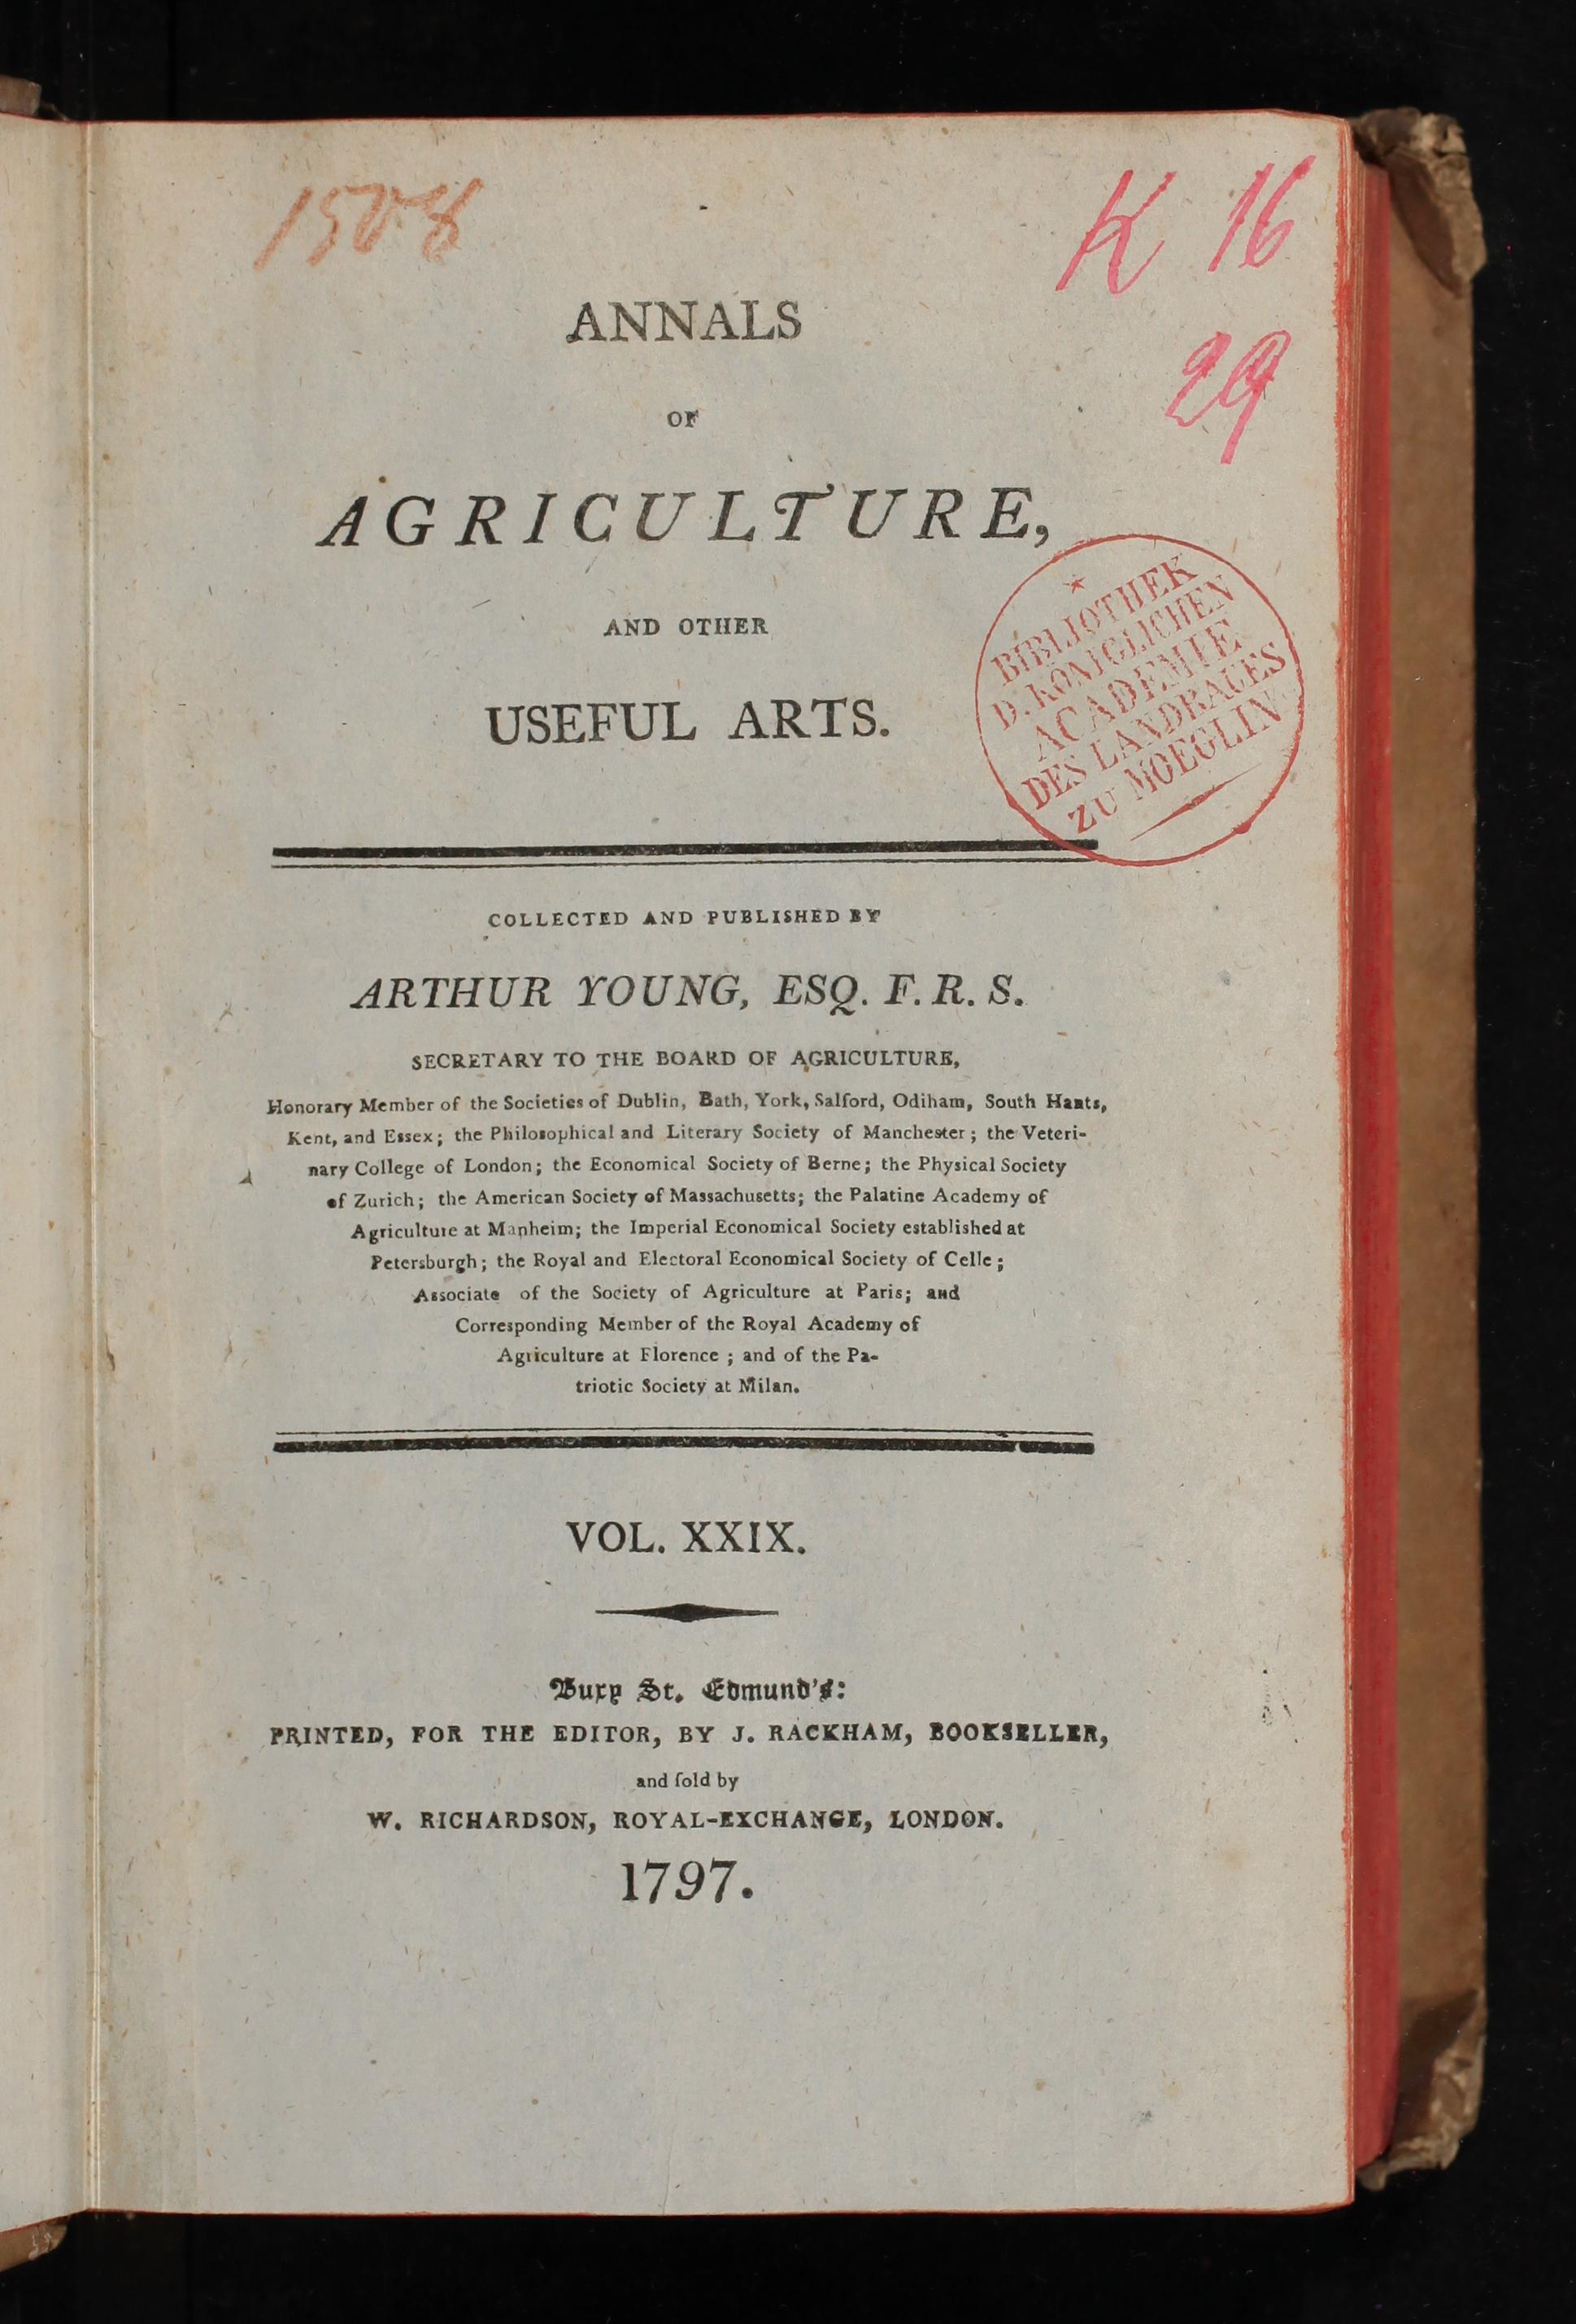 1508
K 16
29
ANNALS
OF
AGRICULTURE,
AND OTHER
USEFUL ARTS.
BIBLIOTHEK
D. KÖNIGLICHEN
ACADEMIE
DES LANDBAUES
ZU MOEGLIN
COLLECTED AND PUBLISHED BY
ARTHUR YOUNG, ESQ. F. R. S.
SECRETARY TO THE BOARD OF AGRICULTURE,
Honorary Member of the Societies of Dublin, Bath, York, Salford, Odiham, South Hants,
Kent, and Essex; the Philosophical and Literary Society of Manchester; the Veteri-
nary College of London; the Economical Society of Berne; the Physical Society
of Zurich; the American Society of Massachusetts; the Palatine Academy of
Agriculture at Manheim; the Imperial Economical Society established at
Petersburgh; the Royal and Electoral Economical Society of Celle;
Associate of the Society of Agriculture at Paris; and
Corresponding Member of the Royal Academy of
Agriculture at Florence; and of the Pa-
triotic Society at Milan.
VOL. XXIX.
Bury St. Edmund's:
PRINTED, FOR THE EDITOR, BY J. RACKHAM, BOOKSELLER,
and ſold by
W. RICHARDSON, ROYAL-EXCHANGE, LONDON.
1797.